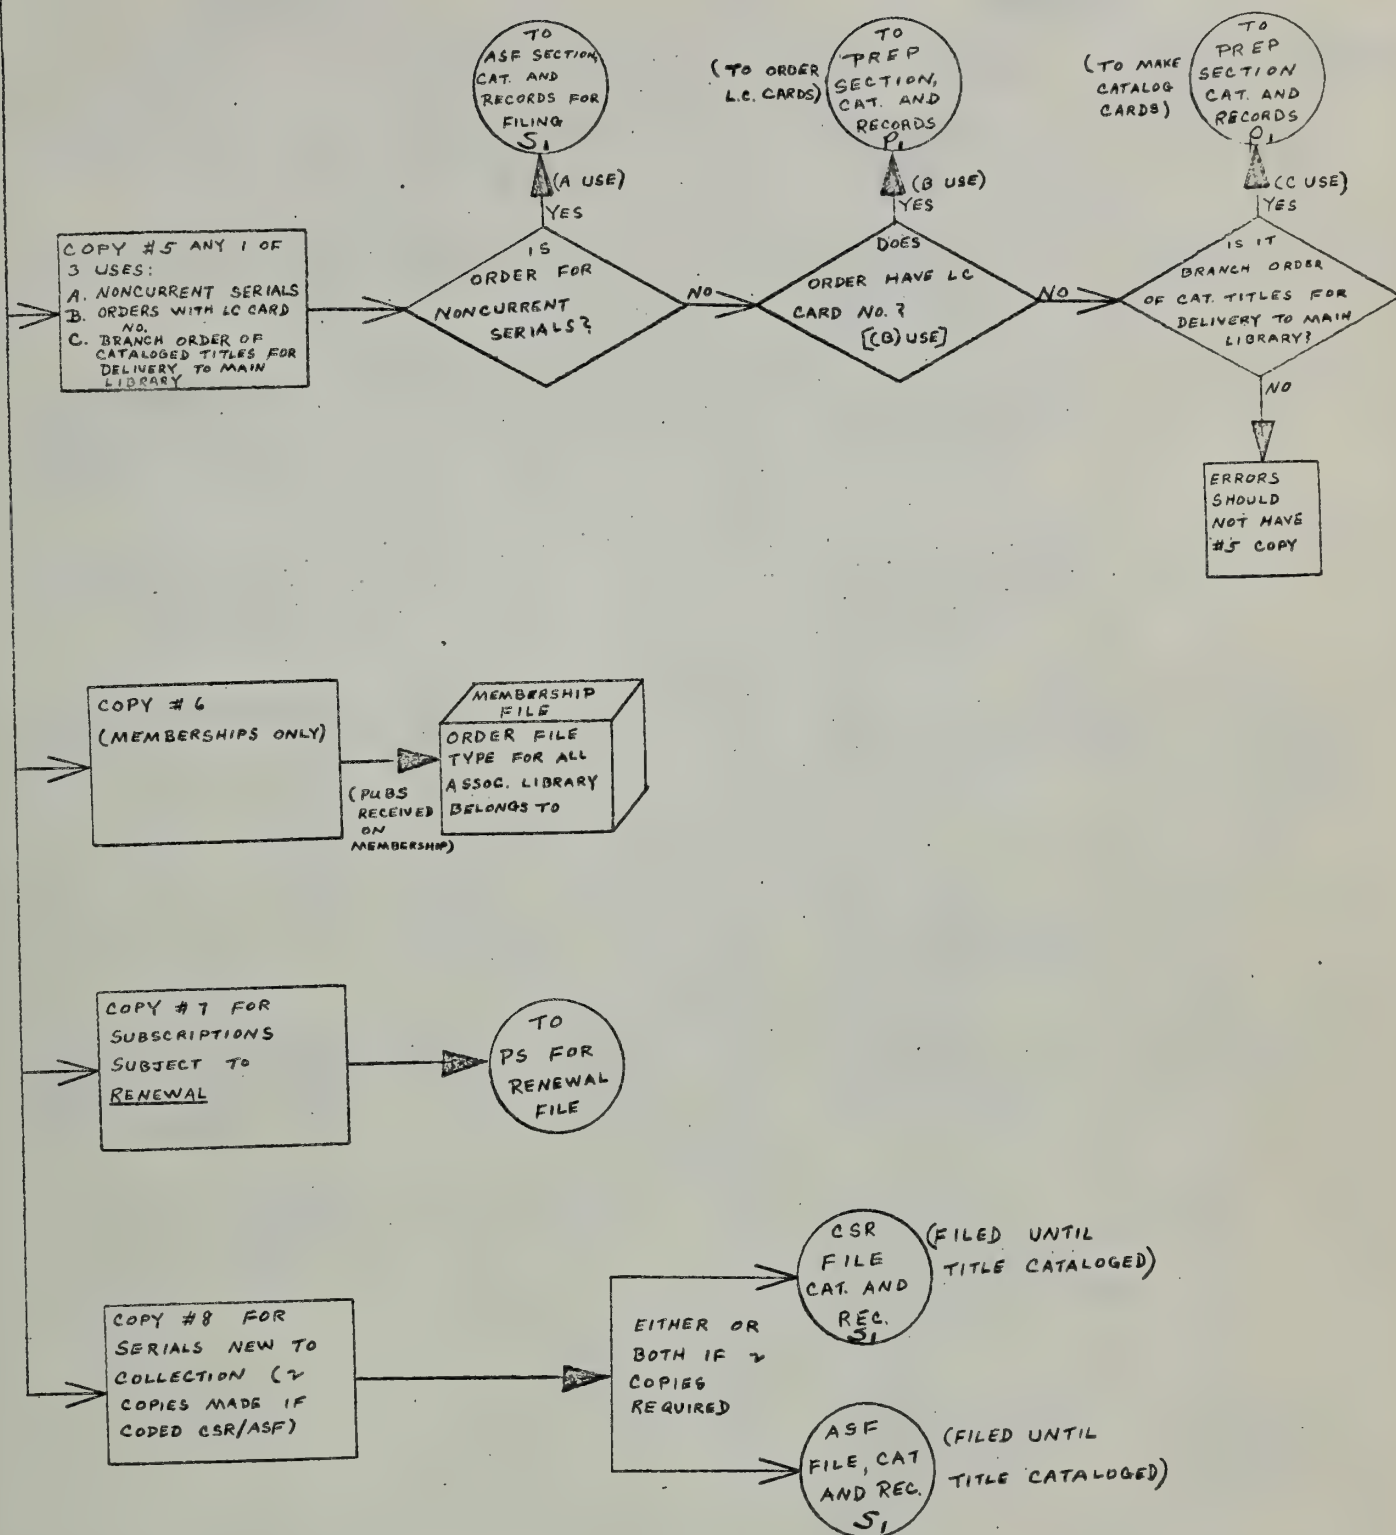 TO
ASF SECTION,
CAT. AND
RECORDS FOR
FILING
S1
(A USE)
YES
(TO ORDER
L.C. CARDS)
TO
PREP
SECTION,
CAT. AND
RECORDS
P1
(B USE)
YES
(TO MAKE
CATALOG
CARDS)
TO
PREP
SECTION
CAT. AND
RECORDS
P1
(C USE)
YES
COPY #5 ANY 1 OF
3 USES:
A. NONCURRENT SERIALS
B. ORDERS WITH LC CARD
NO.
C. BRANCH ORDER OF
CATALOGED TITLES FOR
DELIVERY TO MAIN
LIBRARY
IS
ORDER FOR
NONCURRENT
SERIALS?
NO
DOES
ORDER HAVE LC
CARD NO.?
[(B) USE]
NO
IS IT
BRANCH ORDER
OF CAT. TITLES FOR
DELIVERY TO MAIN
LIBRARY?
NO
ERRORS
SHOULD
NOT HAVE
#5 COPY
COPY # 6
(MEMBERSHIPS ONLY)
(PUBS
RECEIVED
ON
MEMBERSHIP)
MEMBERSHIP
FILE
ORDER FILE
TYPE FOR ALL
ASSOC. LIBRARY
BELONGS TO
COPY #7 FOR
SUBSCRIPTIONS
SUBJECT TO
RENEWAL
TO
PS FOR
RENEWAL
FILE
COPY #8 FOR
SERIALS NEW TO
COLLECTION (2
COPIES MADE IF
CODED CSR/ASF)
EITHER OR
BOTH IF 2
COPIES
REQUIRED
CSR
FILE
CAT. AND
REC.
S1
(FILED UNTIL
TITLE CATALOGED)
ASF
FILE, CAT
AND REC.
S1
(FILED UNTIL
TITLE CATALOGED)